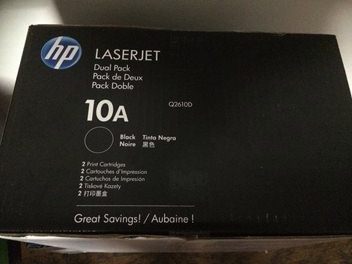 hp
LASERJET
Dual Pack
Pack de Deux
Pack Doble
10A
Q2610D
Black Tinta Negra
Noire 黑色
2 Print Cartridges
2 Cartouches d'Impression
2 Cartuchos de Impresión
2 Tiskové Kazety
2 打印墨盒
Great Savings! / Aubaine!